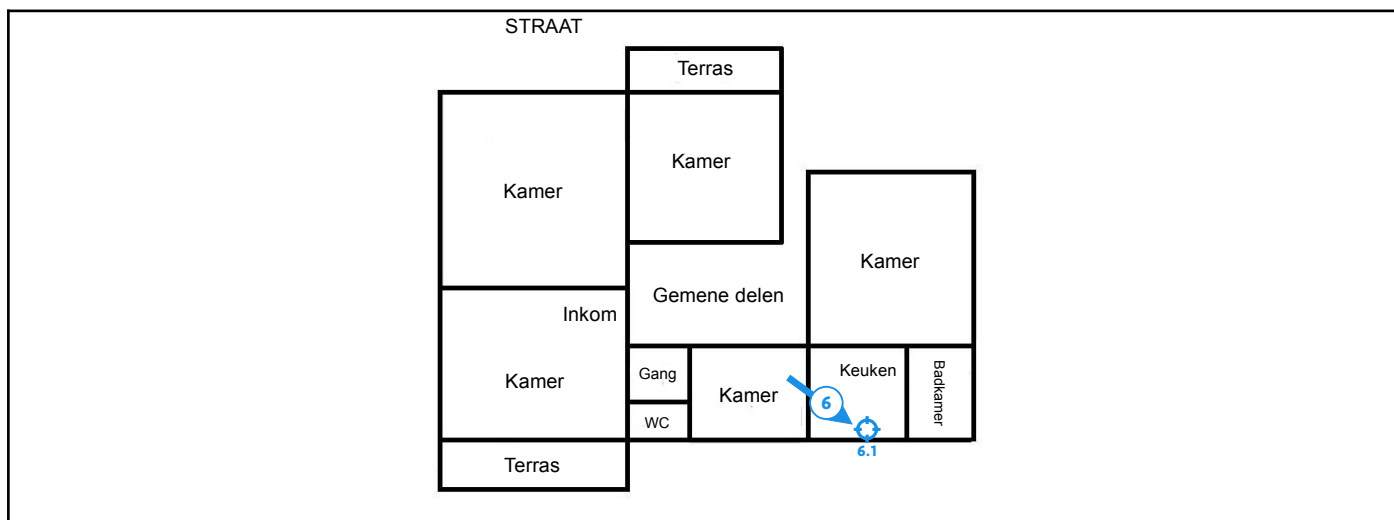 STRAAT
Terras
Kamer
Kamer
Kamer
Gemene delen
Inkom
Gang
Keuken
Badkamer
Kamer
Kamer
6
WC
6.1
Terras